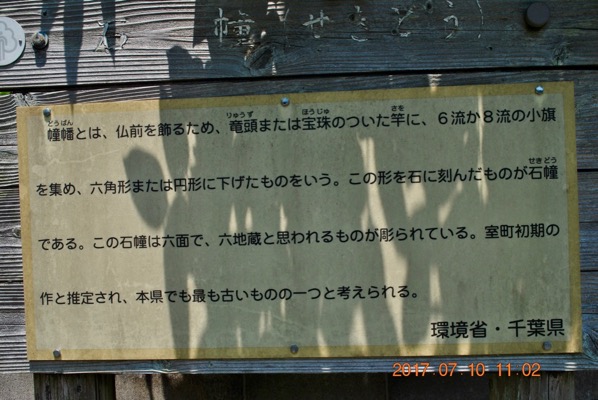 石幢(せきどう)
幢幡とは、仏前を飾るため、竜頭または宝珠のついた竿に、6流か8流の小旗
を集め、六角形または円形に下げたものをいう。この形を石に刻んだものが石幢
である。この石幢は六面で、六地蔵と思われるものが彫られている。室町初期の
作と推定され、本県でも最も古いものの一つと考えられる。
環境省・千葉県
2017.07.10 11.02